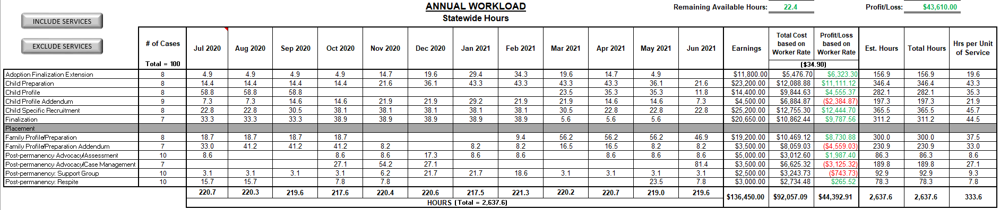 ANNUAL WORKLOAD
Statewide Hours
Remaining Available Hours: 22.4
Profit/Loss: $43,610.00
INCLUDE SERVICES
EXCLUDE SERVICES
# of Cases
Total = 100
Jul 2020 Aug 2020 Sep 2020 Oct 2020 Nov 2020 Dec 2020 Jan 2021 Feb 2021 Mar 2021 Apr 2021 May 2021 Jun 2021 Earnings
Total Cost based on Worker Rate
Profit/Loss based on Worker Rate
($34.90)
Est. Hours Total Hours
Hrs per Unit of Service
Adoption Finalization Extension 8 4.9 4.9 4.9 4.9 14.7 19.6 29.4 34.3 19.6 14.7 4.9 $11,800.00 $5,476.70 $6,323.30 156.9 156.9 19.6
Child Preparation 8 14.4 14.4 14.4 14.4 21.6 36.1 43.3 43.3 43.3 43.3 36.1 21.6 $23,200.00 $12,088.88 $11,111.12 346.4 346.4 43.3
Child Profile 8 58.8 58.8 58.8 23.5 35.3 35.3 11.8 $14,400.00 $9,844.63 $4,555.37 282.1 282.1 35.3
Child Profile Addendum 9 7.3 7.3 14.6 14.6 21.9 21.9 29.2 21.9 21.9 14.6 14.6 7.3 $4,500.00 $6,884.87 ($2,384.87) 197.3 197.3 21.9
Child Specific Recruitment 8 22.8 22.8 30.5 38.1 38.1 38.1 38.1 38.1 30.5 22.8 22.8 22.8 $25,200.00 $12,755.30 $12,444.70 365.5 365.5 45.7
Finalization 7 33.3 33.3 33.3 38.9 38.9 38.9 38.9 38.9 5.6 5.6 5.6 $20,650.00 $10,862.44 $9,787.56 311.2 311.2 44.5
Placement
Family Profile/Preparation 8 18.7 18.7 18.7 18.7 9.4 56.2 56.2 56.2 46.9 $19,200.00 $10,469.12 $8,730.88 300.0 300.0 37.5
Family Profile/Preparation Addendum 7 33.0 41.2 41.2 41.2 8.2 8.2 8.2 16.5 16.5 8.2 8.2 $3,500.00 $8,059.03 ($4,559.03) 230.9 230.9 33.0
Post-permanency Advocacy/Assessment 10 8.6 8.6 8.6 17.3 8.6 8.6 8.6 8.6 8.6 $5,000.00 $3,012.60 $1,987.40 86.3 86.3 8.6
Post-permanency Advocacy/Case Management 7 27.1 54.2 27.1 81.4 $3,500.00 $6,625.32 ($3,125.32) 189.8 189.8 27.1
Post-permanency: Support Group 10 3.1 3.1 3.1 3.1 6.2 21.7 21.7 18.6 3.1 3.1 3.1 3.1 $2,500.00 $3,243.73 ($743.73) 92.9 92.9 9.3
Post-permanency: Respite 10 15.7 15.7 7.8 7.8 23.5 7.8 $3,000.00 $2,734.48 $265.52 78.3 78.3 7.8
220.7 220.3 219.6 217.6 220.4 220.6 217.5 221.3 220.2 220.7 219.0 219.6
$136,450.00 $92,057.09 $44,392.91 2,637.6 2,637.6 333.6
HOURS (Total = 2,637.6)